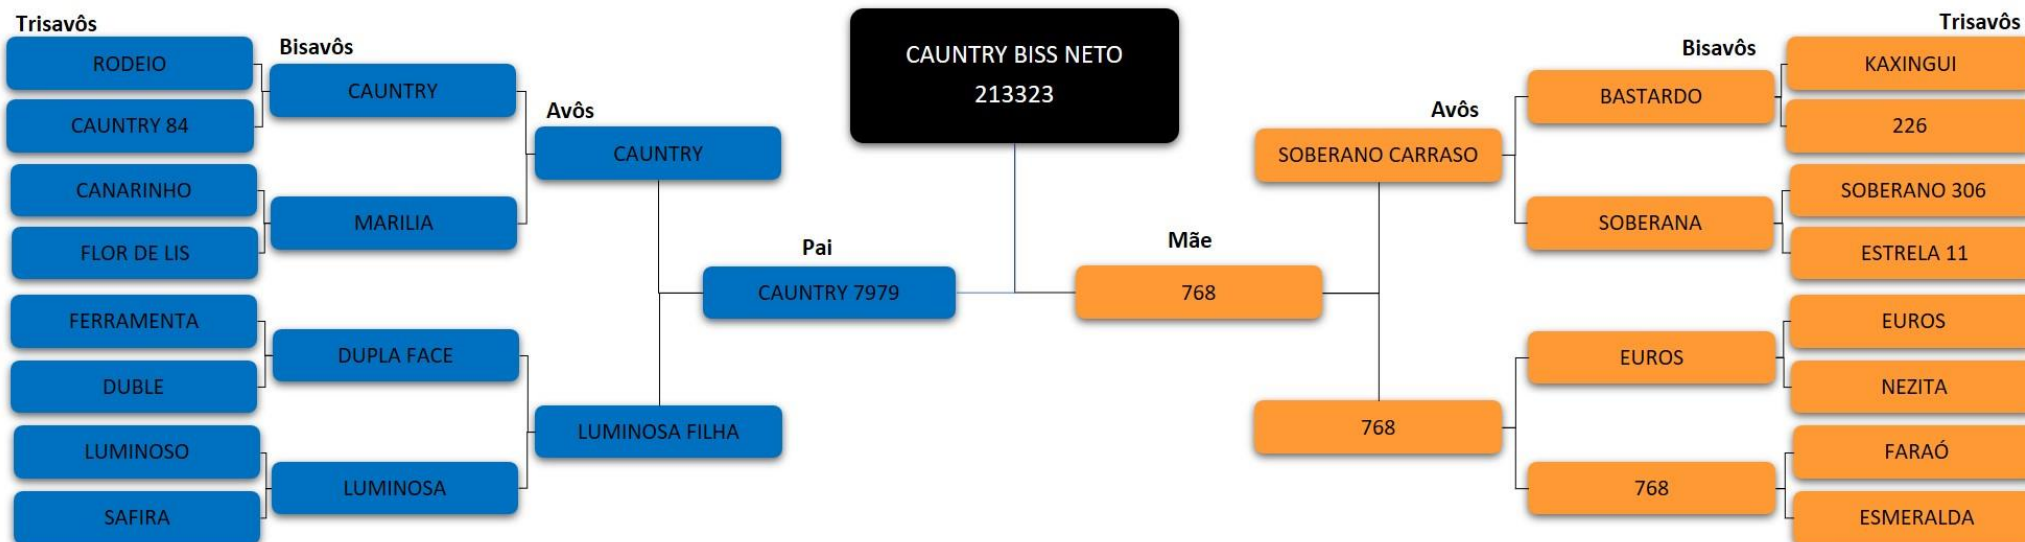 Trisavôs
RODEIO
CAUNTRY 84
CANARINHO
FLOR DE LIS
FERRAMENTA
DUBLE
LUMINOSO
SAFIRA
Bisavôs
CAUNTRY
MARILIA
DUPLA FACE
LUMINOSA
Avôs
CAUNTRY
LUMINOSA FILHA
Pai
CAUNTRY 7979
CAUNTRY BISS NETO
213323
Mãe
768
Avôs
SOBERANO CARRASO
768
Bisavôs
BASTARDO
SOBERANA
EUROS
768
Trisavôs
KAXINGUI
226
SOBERANO 306
ESTRELA 11
EUROS
NEZITA
FARAÓ
ESMERALDA